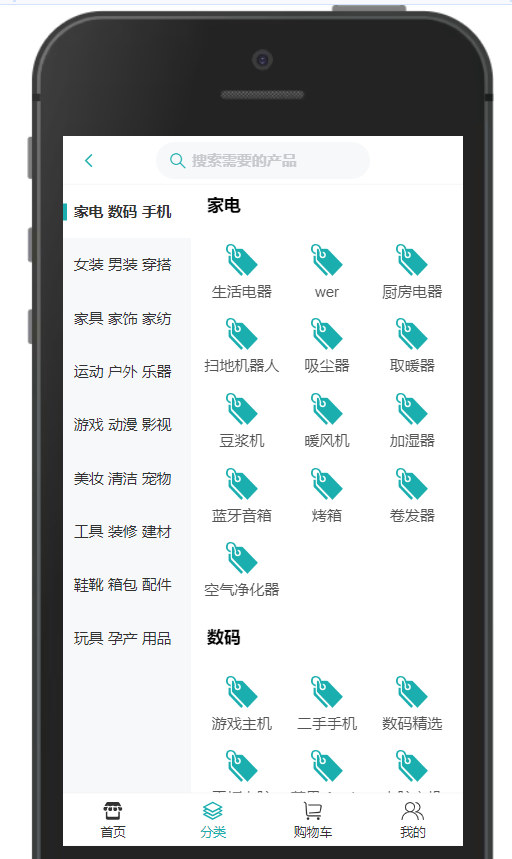 搜索需要的产品
家电 数码 手机
女装 男装 穿搭
家具 家饰 家纺
运动 户外 乐器
游戏 动漫 影视
美妆 清洁 宠物
工具 装修 建材
鞋靴 箱包 配件
玩具 孕产 用品
家电
生活电器 wer 厨房电器
扫地机器人 吸尘器 取暖器
豆浆机 暖风机 加湿器
蓝牙音箱 烤箱 卷发器
空气净化器
数码
游戏主机 二手手机 数码精选
首页 分类 购物车 我的